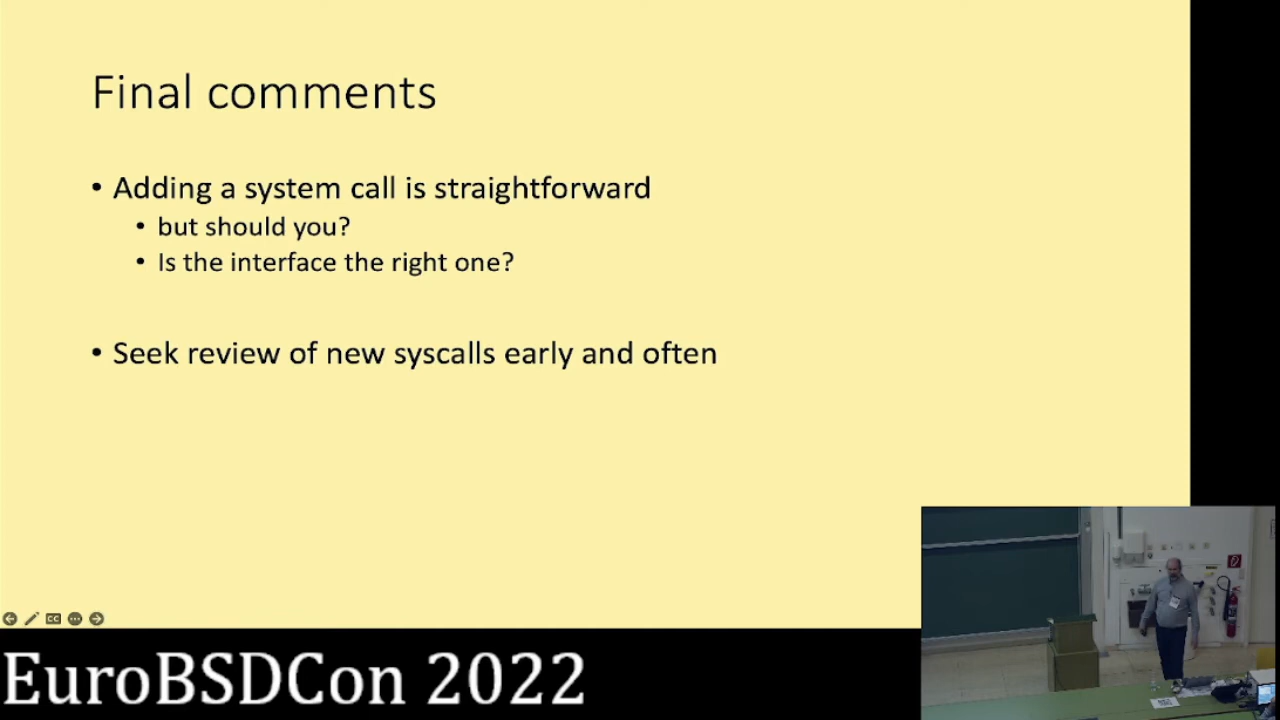 Final comments
• Adding a system call is straightforward
• but should you?
• Is the interface the right one?
• Seek review of new syscalls early and often
CC
EuroBSDCon 2022